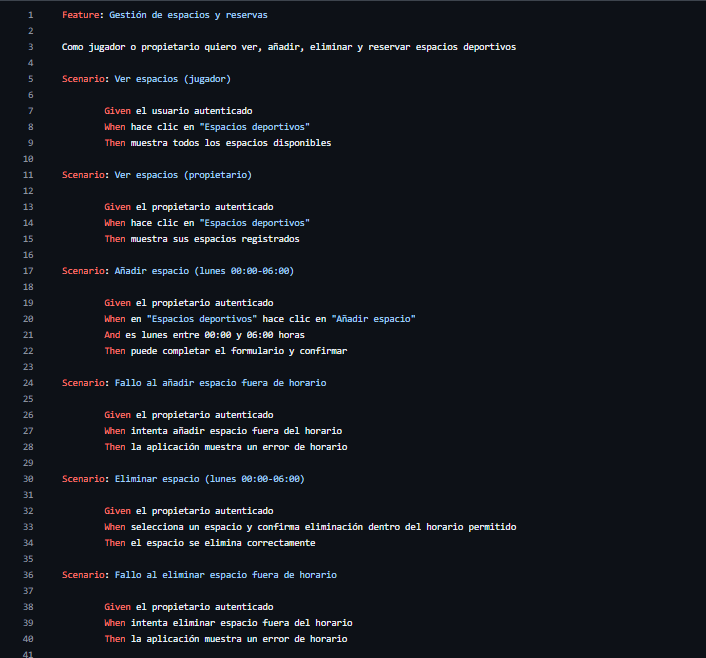 1 Feature: Gestión de espacios y reservas
2
3 Como jugador o propietario quiero ver, añadir, eliminar y reservar espacios deportivos
4
5 Scenario: Ver espacios (jugador)
6
7 Given el usuario autenticado
8 When hace clic en "Espacios deportivos"
9 Then muestra todos los espacios disponibles
10
11 Scenario: Ver espacios (propietario)
12
13 Given el propietario autenticado
14 When hace clic en "Espacios deportivos"
15 Then muestra sus espacios registrados
16
17 Scenario: Añadir espacio (lunes 00:00-06:00)
18
19 Given el propietario autenticado
20 When en "Espacios deportivos" hace clic en "Añadir espacio"
21 And es lunes entre 00:00 y 06:00 horas
22 Then puede completar el formulario y confirmar
23
24 Scenario: Fallo al añadir espacio fuera de horario
25
26 Given el propietario autenticado
27 When intenta añadir espacio fuera del horario
28 Then la aplicación muestra un error de horario
29
30 Scenario: Eliminar espacio (lunes 00:00-06:00)
31
32 Given el propietario autenticado
33 When selecciona un espacio y confirma eliminación dentro del horario permitido
34 Then el espacio se elimina correctamente
35
36 Scenario: Fallo al eliminar espacio fuera de horario
37
38 Given el propietario autenticado
39 When intenta eliminar espacio fuera del horario
40 Then la aplicación muestra un error de horario
41